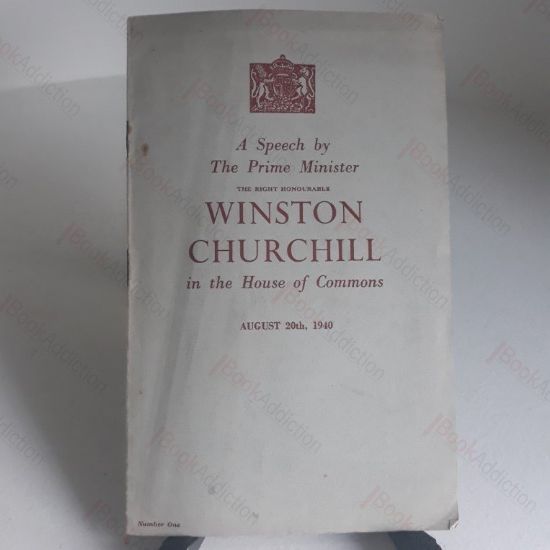 A Speech by
The Prime Minister
THE RIGHT HONOURABLE
WINSTON
CHURCHILL
in the House of Commons
AUGUST 20th, 1940
Number One
BookAddiction